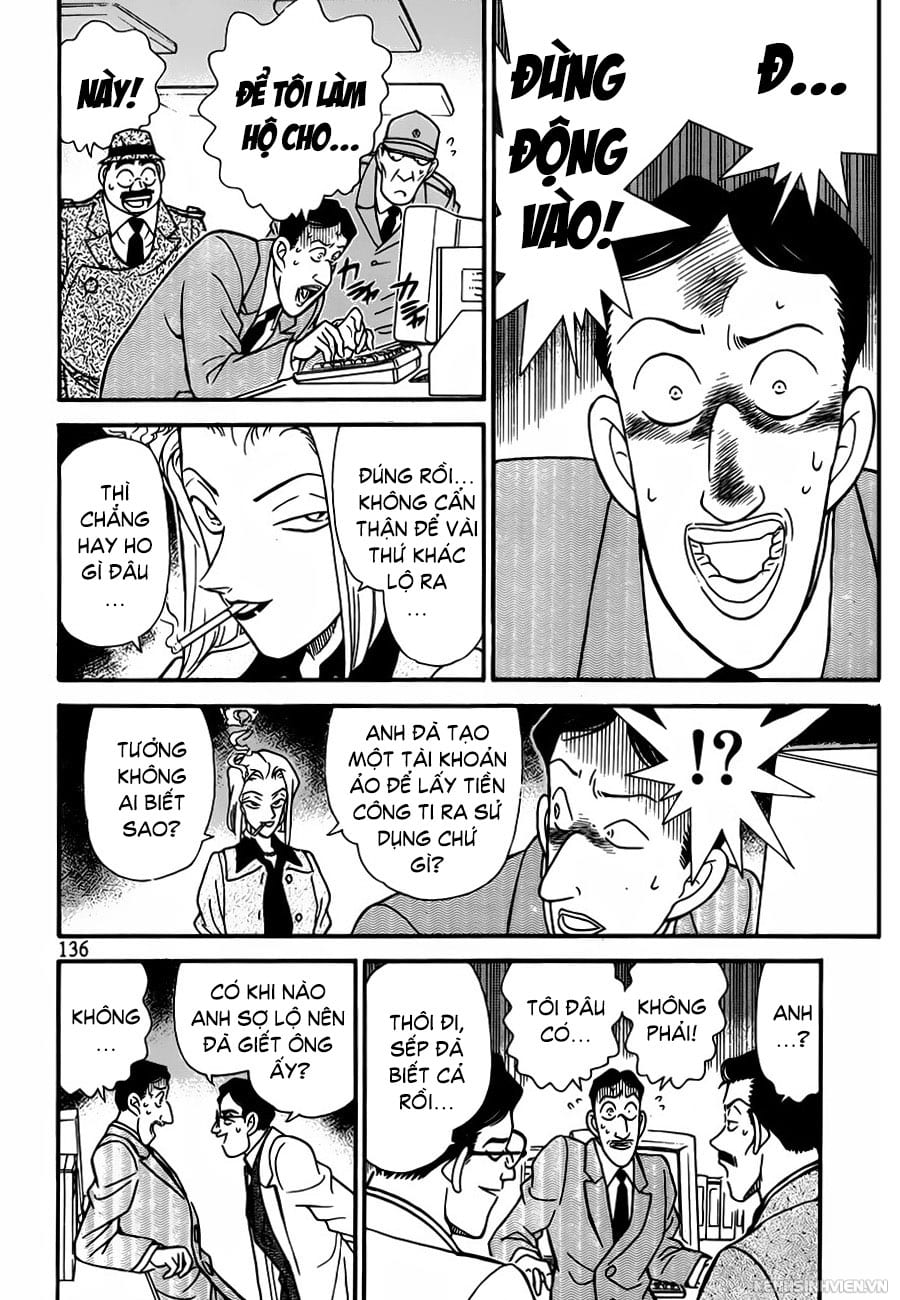 Đ...
ĐỪNG
ĐỘNG
VÀO!
ĐỂ TÔI LÀM
HỘ CHO...
NÀY!
ĐÚNG RỒI...
KHÔNG CẨN
THẬN ĐỂ VÀI
THỨ KHÁC
LỘ RA
...
THÌ
CHẲNG
HAY HO
GÌ ĐÂU
...
!?
ANH ĐÃ TẠO
MỘT TÀI KHOẢN
ẢO ĐỂ LẤY TIỀN
CÔNG TI RA SỬ
DỤNG CHỨ
GÌ?
TƯỞNG
KHÔNG
AI BIẾT
SAO?
136
ANH
...?
KHÔNG
PHẢI!
TÔI ĐÂU
CÓ...
THÔI ĐI,
SẾP ĐÃ
BIẾT CẢ
RỒI...
CÓ KHI NÀO
ANH SỢ LỘ NÊN
ĐÃ GIẾT ÔNG
ẤY?
KHÔNG
...
KENHSINHVIEN.VN